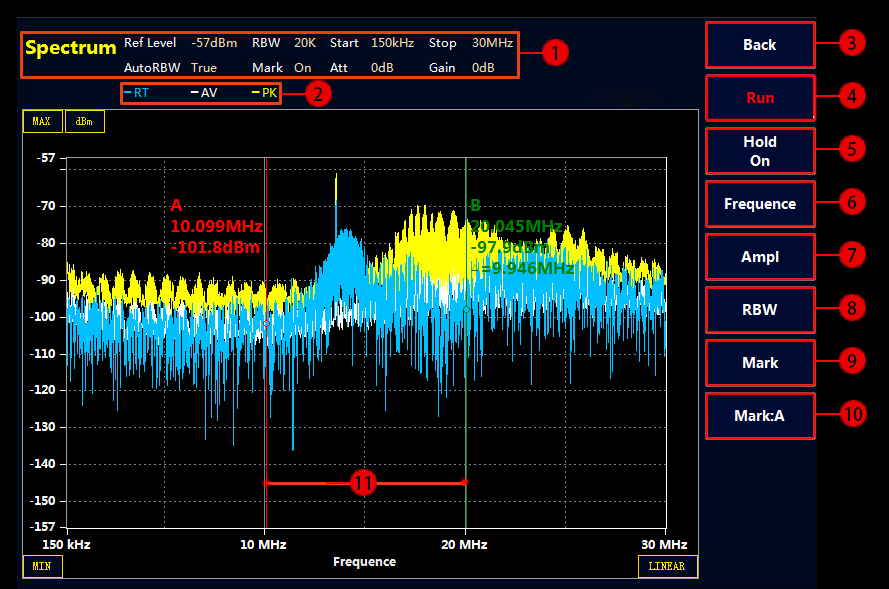 Spectrum Ref Level -57dBm RBW 20K Start 150kHz Stop 30MHz
AutoRBW True Mark On Att 0dB Gain 0dB
1
RT AV PK
2
MAX dBm
-57
-70
-80
-90
-100
-110
-120
-130
-140
-150
-157
A
10.099MHz
-101.8dBm
B
20.045MHz
-97.9dBm
△=9.946MHz
11
150 kHz 10 MHz 20 MHz 30 MHz
Frequence
MIN LINEAR
Back
3
Run
4
Hold
On
5
Frequence
6
Ampl
7
RBW
8
Mark
9
Mark:A
10